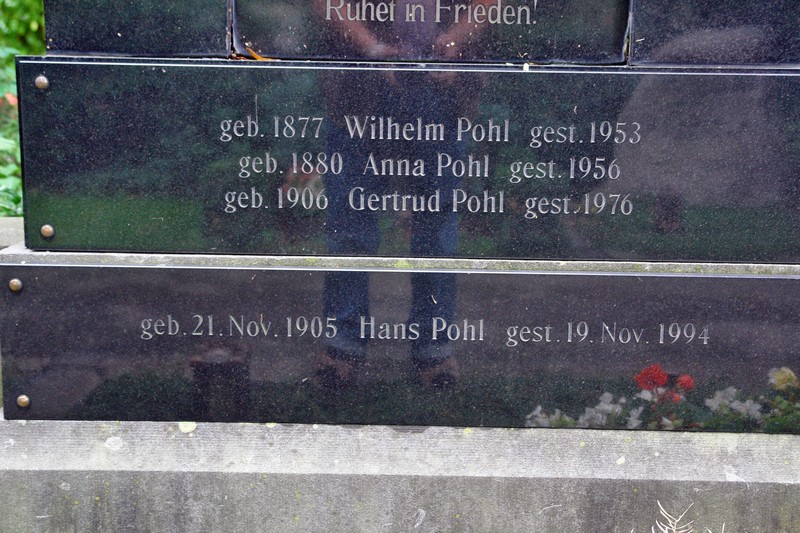 Ruhet in Frieden!
geb. 1877 Wilhelm Pohl gest. 1953
geb. 1880 Anna Pohl gest. 1956
geb. 1906 Gertrud Pohl gest. 1976
geb. 21. Nov. 1905 Hans Pohl gest. 19. Nov. 1994